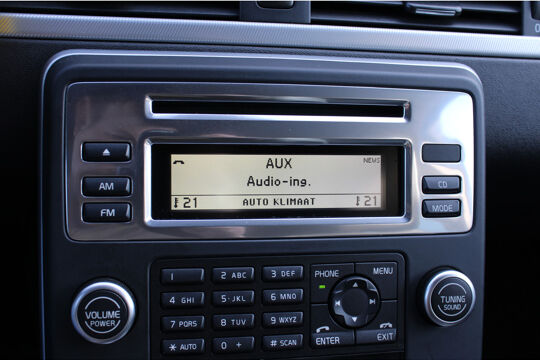 AUX
NEWS
Audio-ing.
21 AUTO KLIMAAT 21
AM
FM
CD
MODE
VOLUME
POWER
1 2 ABC 3 DEF
4 GHI 5·JKL 6 MNO
7 PQRS 8 TUV 9 WXYZ
* AUTO 0 + # SCAN
PHONE MENU
ENTER EXIT
TUNING
SOUND